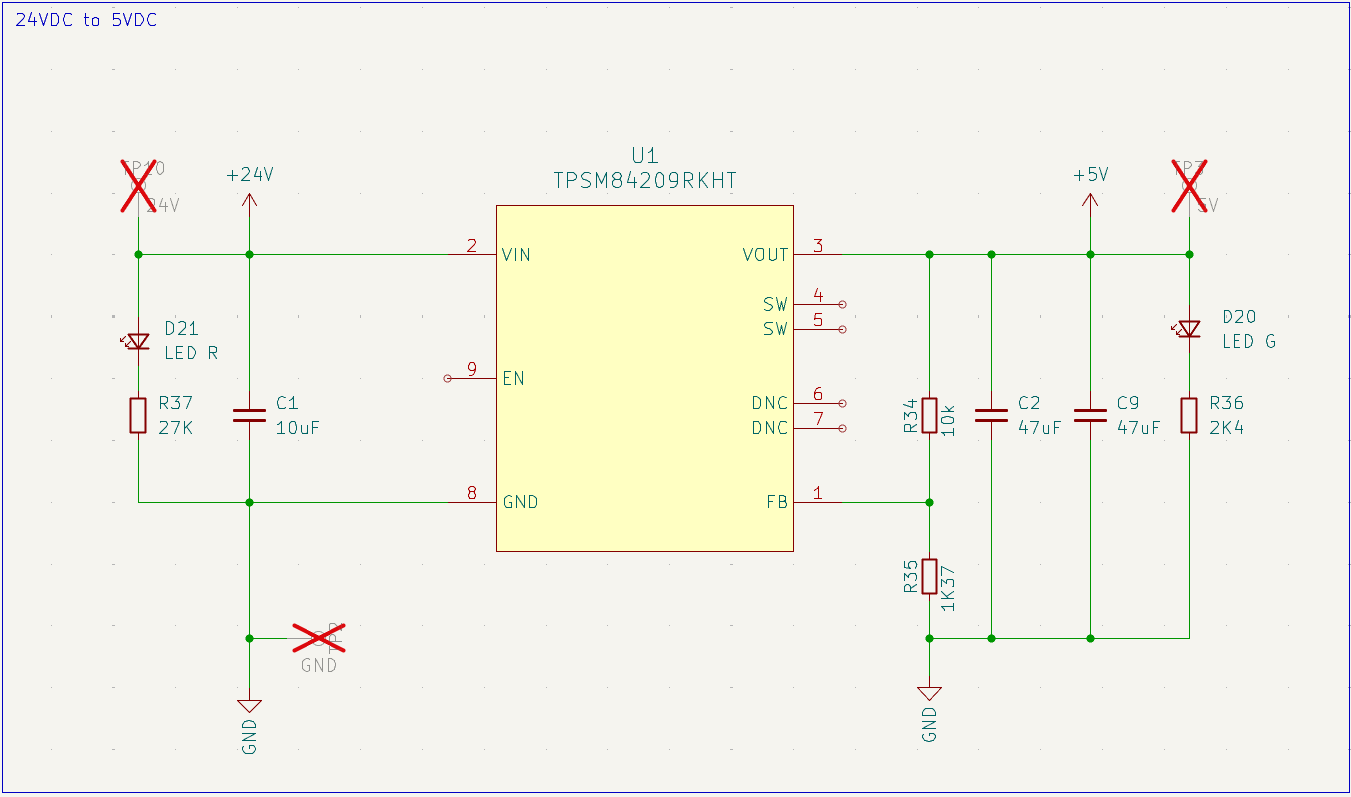 24VDC to 5VDC
U1
TPSM84209RKHT
TP10
24V
+24V
+5V
5V
2
VIN
VOUT
3
SW
4
SW
5
9
EN
DNC
6
DNC
7
8
GND
FB
1
D21
LED R
R37
27K
C1
10uF
R34
10k
C2
47uF
C9
47uF
D20
LED G
R36
2K4
R35
1K37
GND
GND
GND